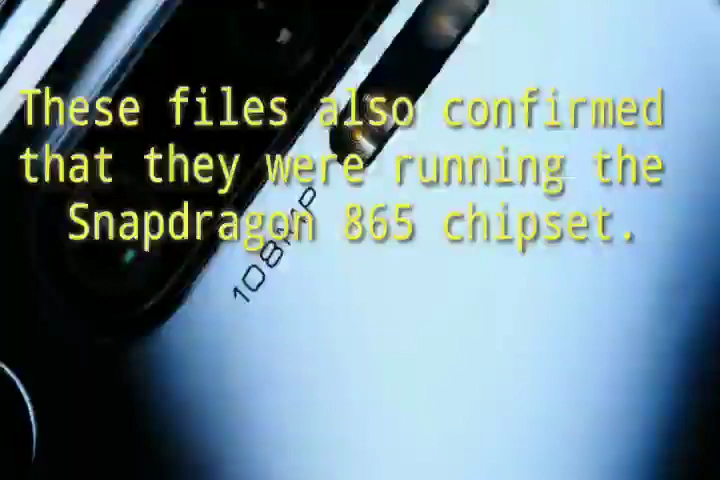 These files also confirmed
that they were running the
Snapdragon 865 chipset.
108MP